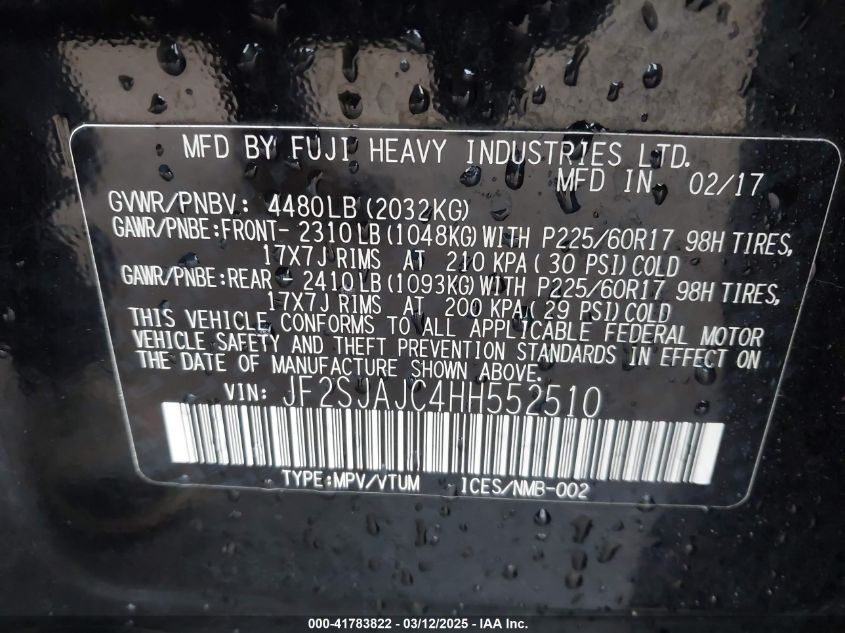 MFD BY FUJI HEAVY INDUSTRIES LTD.
MFD IN 02/17
GVWR/PNBV: 4480LB(2032KG)
GAWR/PNBE:FRONT- 2310LB(1048KG)WITH P225/60R17 98H TIRES,
17X7J RIMS AT 210 KPA(30 PSI)COLD
GAWR/PNBE:REAR - 2410LB(1093KG)WITH P225/60R17 98H TIRES,
17X7J RIMS AT 200 KPA(29 PSI)COLD
THIS VEHICLE CONFORMS TO ALL APPLICABLE FEDERAL MOTOR
VEHICLE SAFETY AND THEFT PREVENTION STANDARDS IN EFFECT ON
THE DATE OF MANUFACTURE SHOWN ABOVE.
VIN: JF2SJAJC4HH552510
TYPE:MPV/VTUM ICES/NMB-002
000-41783822 - 03/12/2025 - IAA Inc.